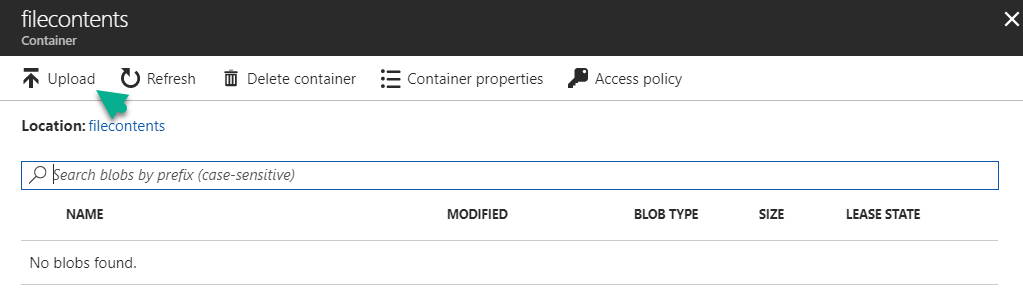 filecontents
Container
Upload Refresh Delete container Container properties Access policy
Location: filecontents
Search blobs by prefix (case-sensitive)
NAME MODIFIED BLOB TYPE SIZE LEASE STATE
No blobs found.